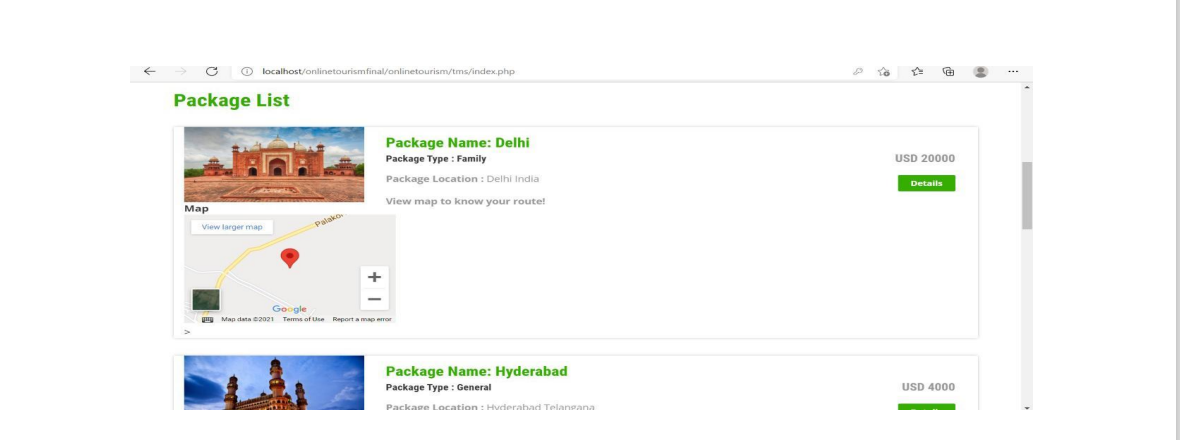 localhost/onlinetourismfinal/onlinetourism/tms/index.php
Package List
Package Name: Delhi
Package Type : Family
USD 20000
Package Location : Delhi India
Details
View map to know your route!
Map
View larger map
Google
Map data ©2021 Terms of Use Report a map error
>
Package Name: Hyderabad
Package Type : General
USD 4000
Package Location : Hyderabad Telangana